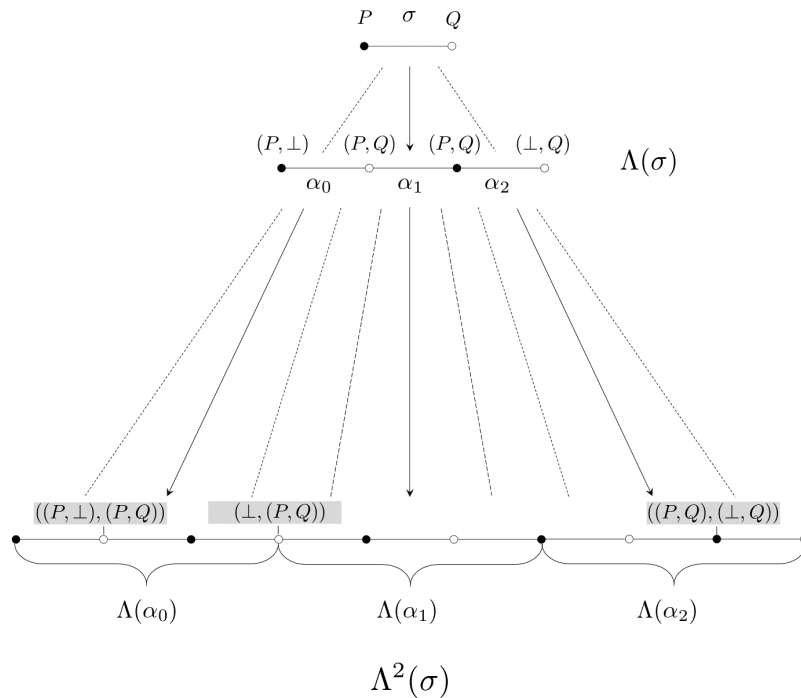 P σ Q
(P, ⊥) (P, Q) (P, Q) (⊥, Q)
Λ(σ)
α₀ α₁ α₂
((P, ⊥), (P, Q)) (⊥, (P, Q)) ((P, Q), (⊥, Q))
Λ(α₀) Λ(α₁) Λ(α₂)
Λ²(σ)